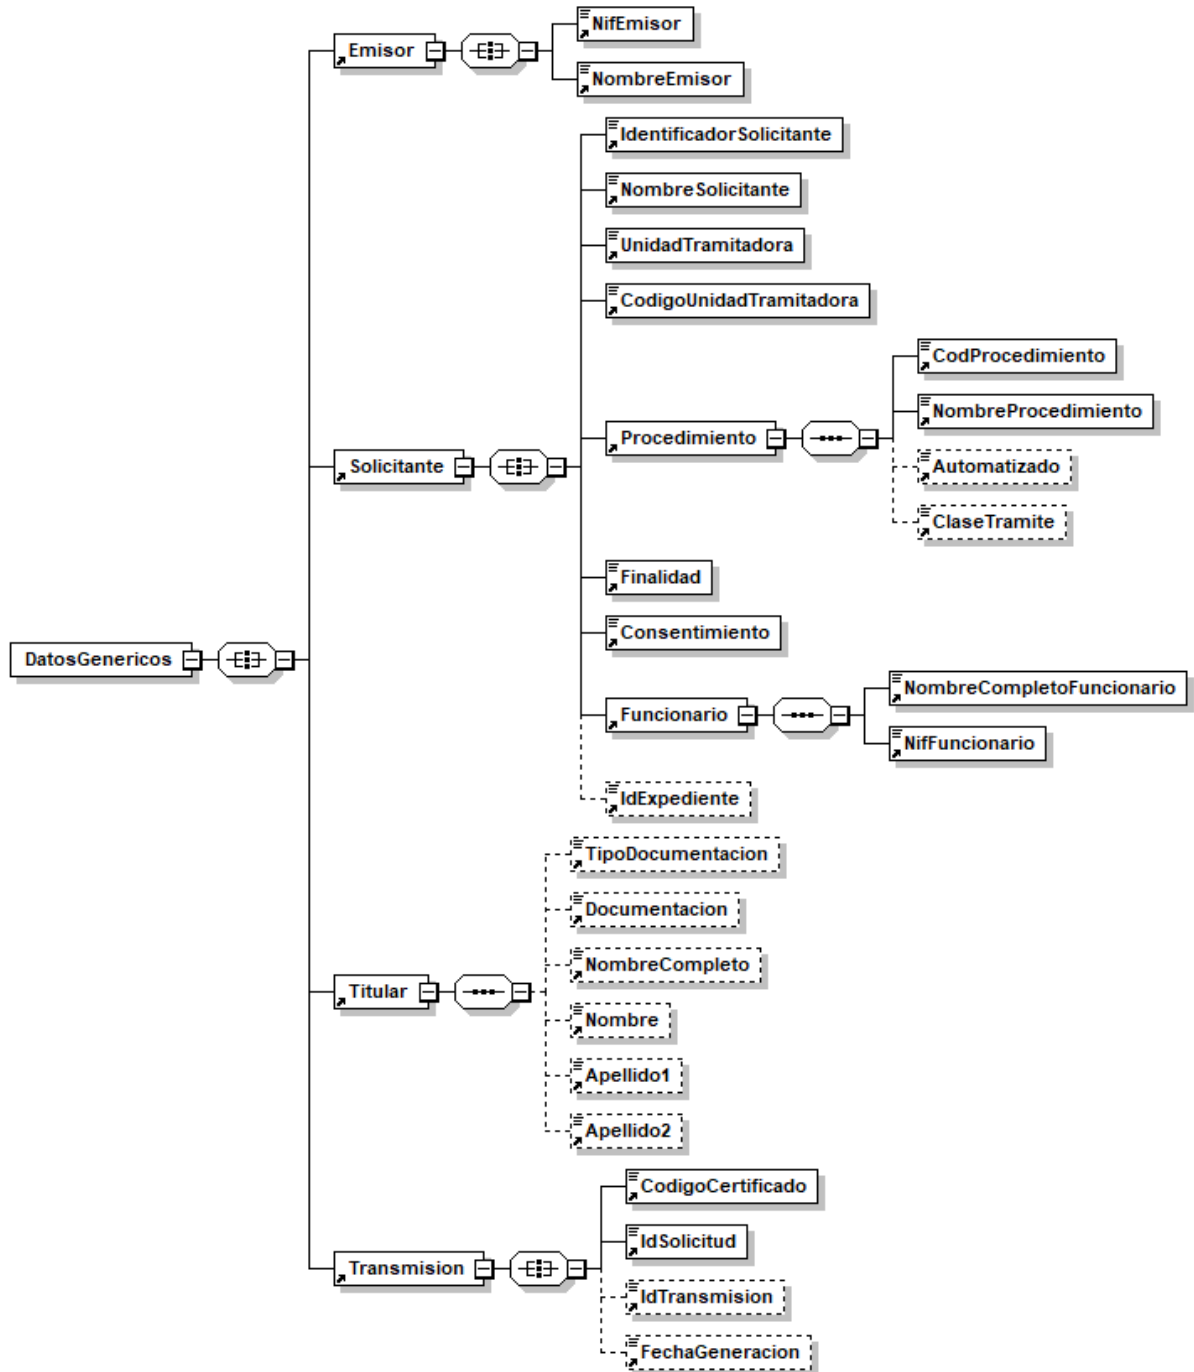 NifEmisor
Emisor
NombreEmisor
IdentificadorSolicitante
NombreSolicitante
UnidadTramitadora
CodigoUnidadTramitadora
CodProcedimiento
NombreProcedimiento
Procedimiento
Solicitante
Automatizado
ClaseTramite
Finalidad
Consentimiento
DatosGenericos
NombreCompletoFuncionario
Funcionario
NifFuncionario
IdExpediente
TipoDocumentacion
Documentacion
NombreCompleto
Titular
Nombre
Apellido1
Apellido2
CodigoCertificado
IdSolicitud
Transmision
IdTransmision
FechaGeneracion